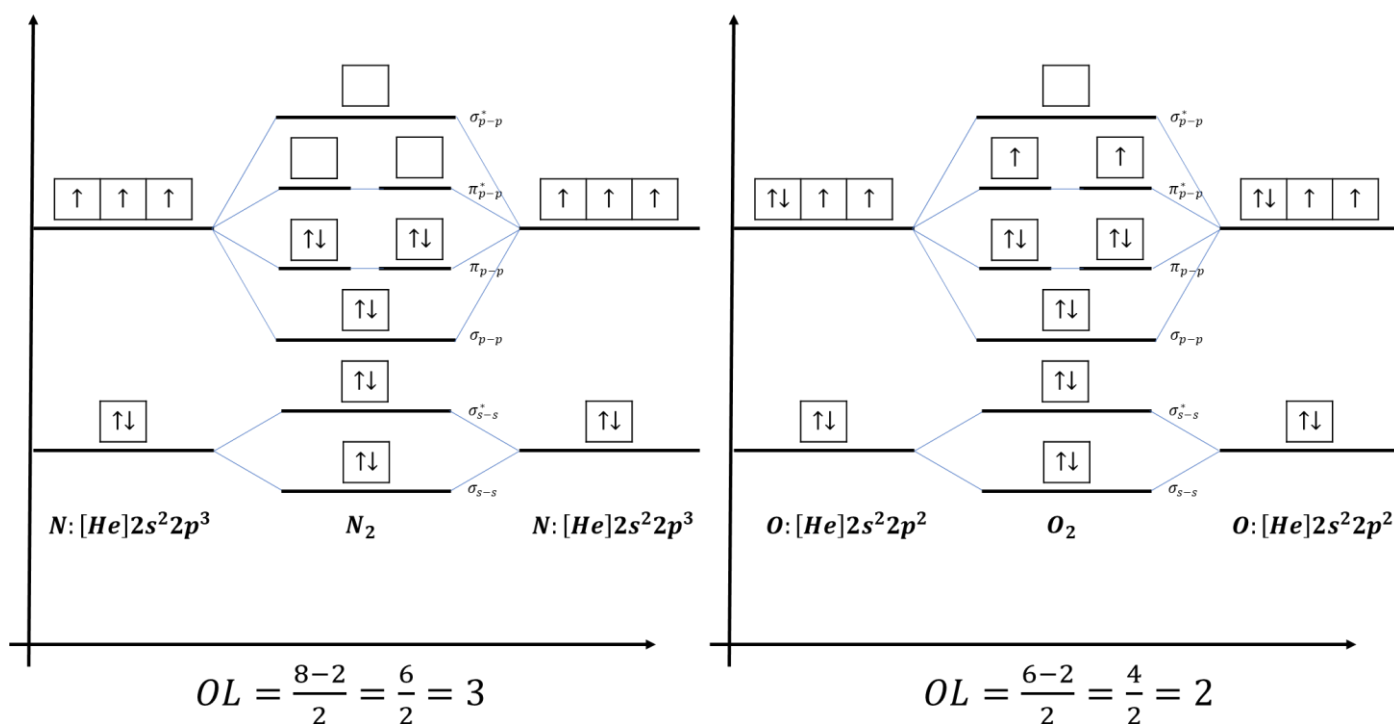 ↑ ↑ ↑
σ*p−p
π*p−p
↑↓ ↑↓
πp−p
↑ ↑ ↑
↑↓
σp−p
↑↓
↑↓
σ*s−s
↑↓
σs−s
↑↓
N: [He]2s²2p³
N₂
N: [He]2s²2p³
OL = (8−2)/2 = 6/2 = 3
↑↓ ↑ ↑
σ*p−p
↑ ↑
π*p−p
↑↓ ↑↓
πp−p
↑↓ ↑ ↑
↑↓
σp−p
↑↓
↑↓
σ*s−s
↑↓
σs−s
↑↓
O: [He]2s²2p²
O₂
O: [He]2s²2p²
OL = (6−2)/2 = 4/2 = 2